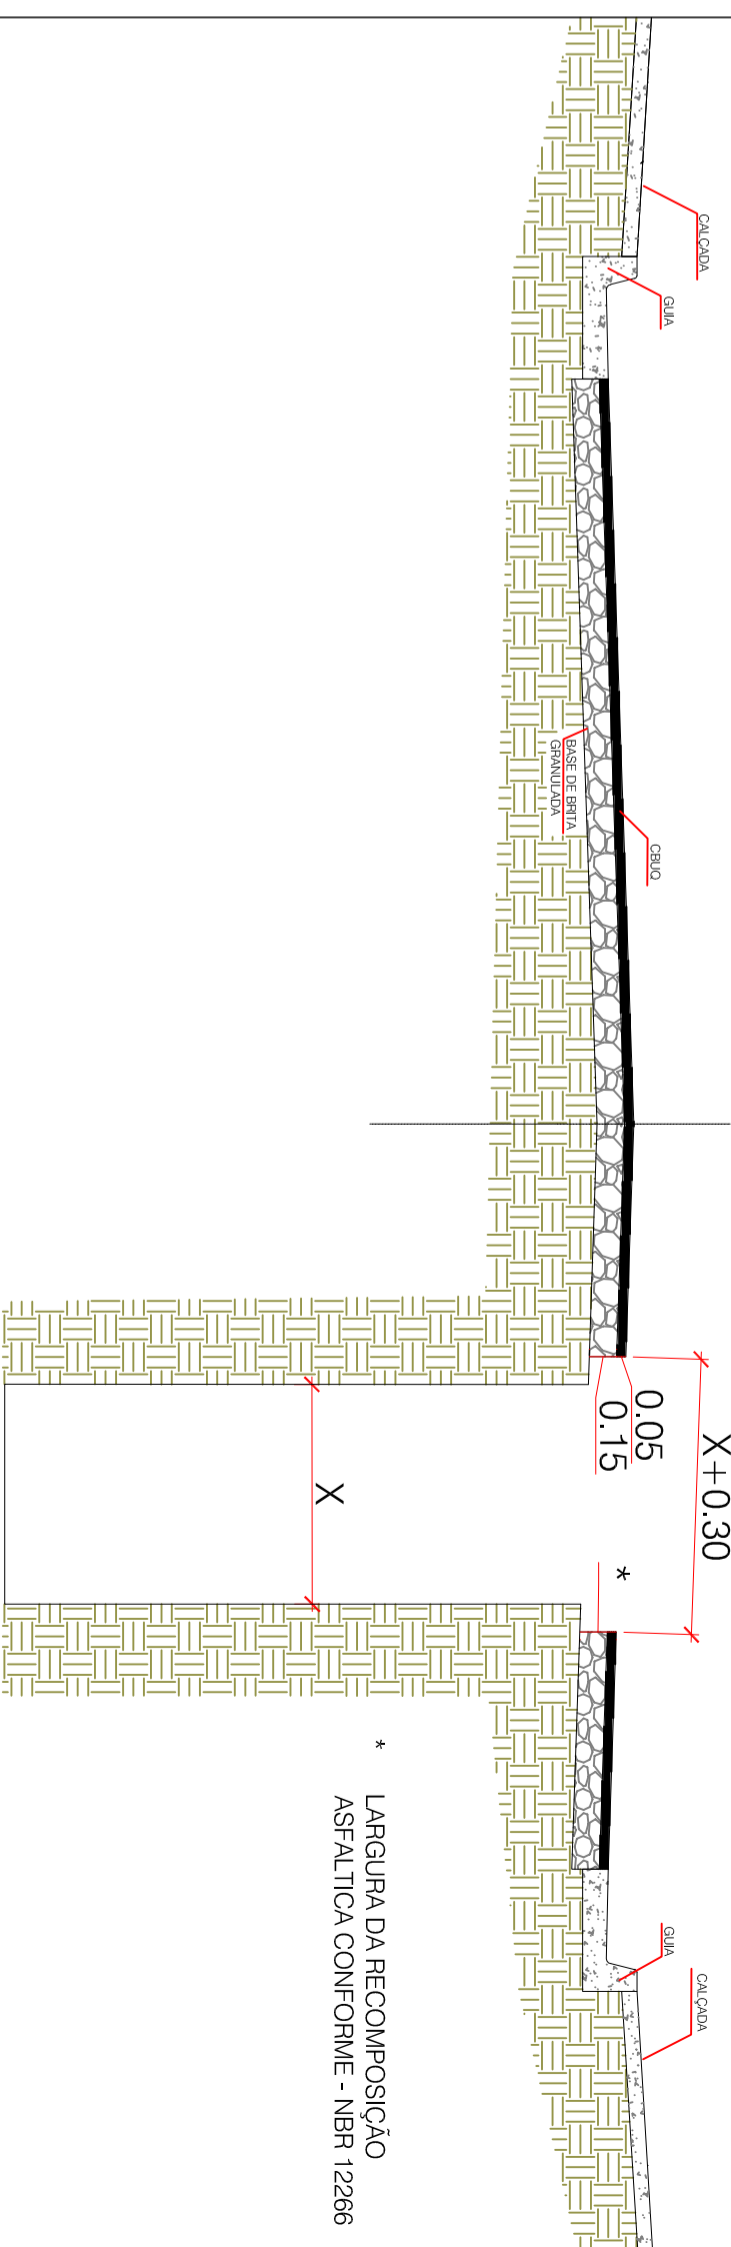 CALÇADA
GUIA
BASE DE BRITA
GRANULADA
CBUQ
X+0.30
0.05
0.15
*
X
GUIA
CALÇADA
* LARGURA DA RECOMPOSIÇÃO
ASFALTICA CONFORME - NBR 12266